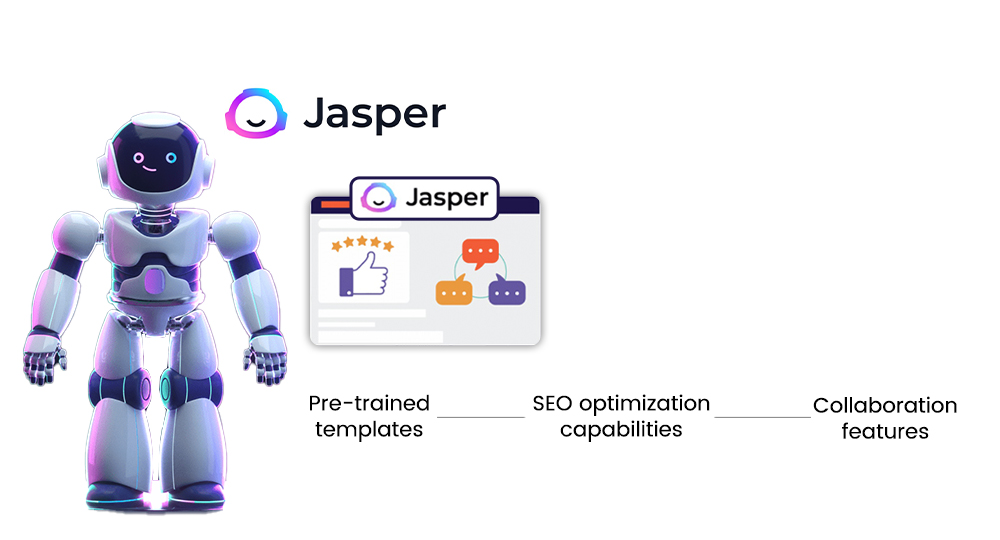 Jasper
Jasper
Pre-trained
templates
SEO optimization
capabilities
Collaboration
features